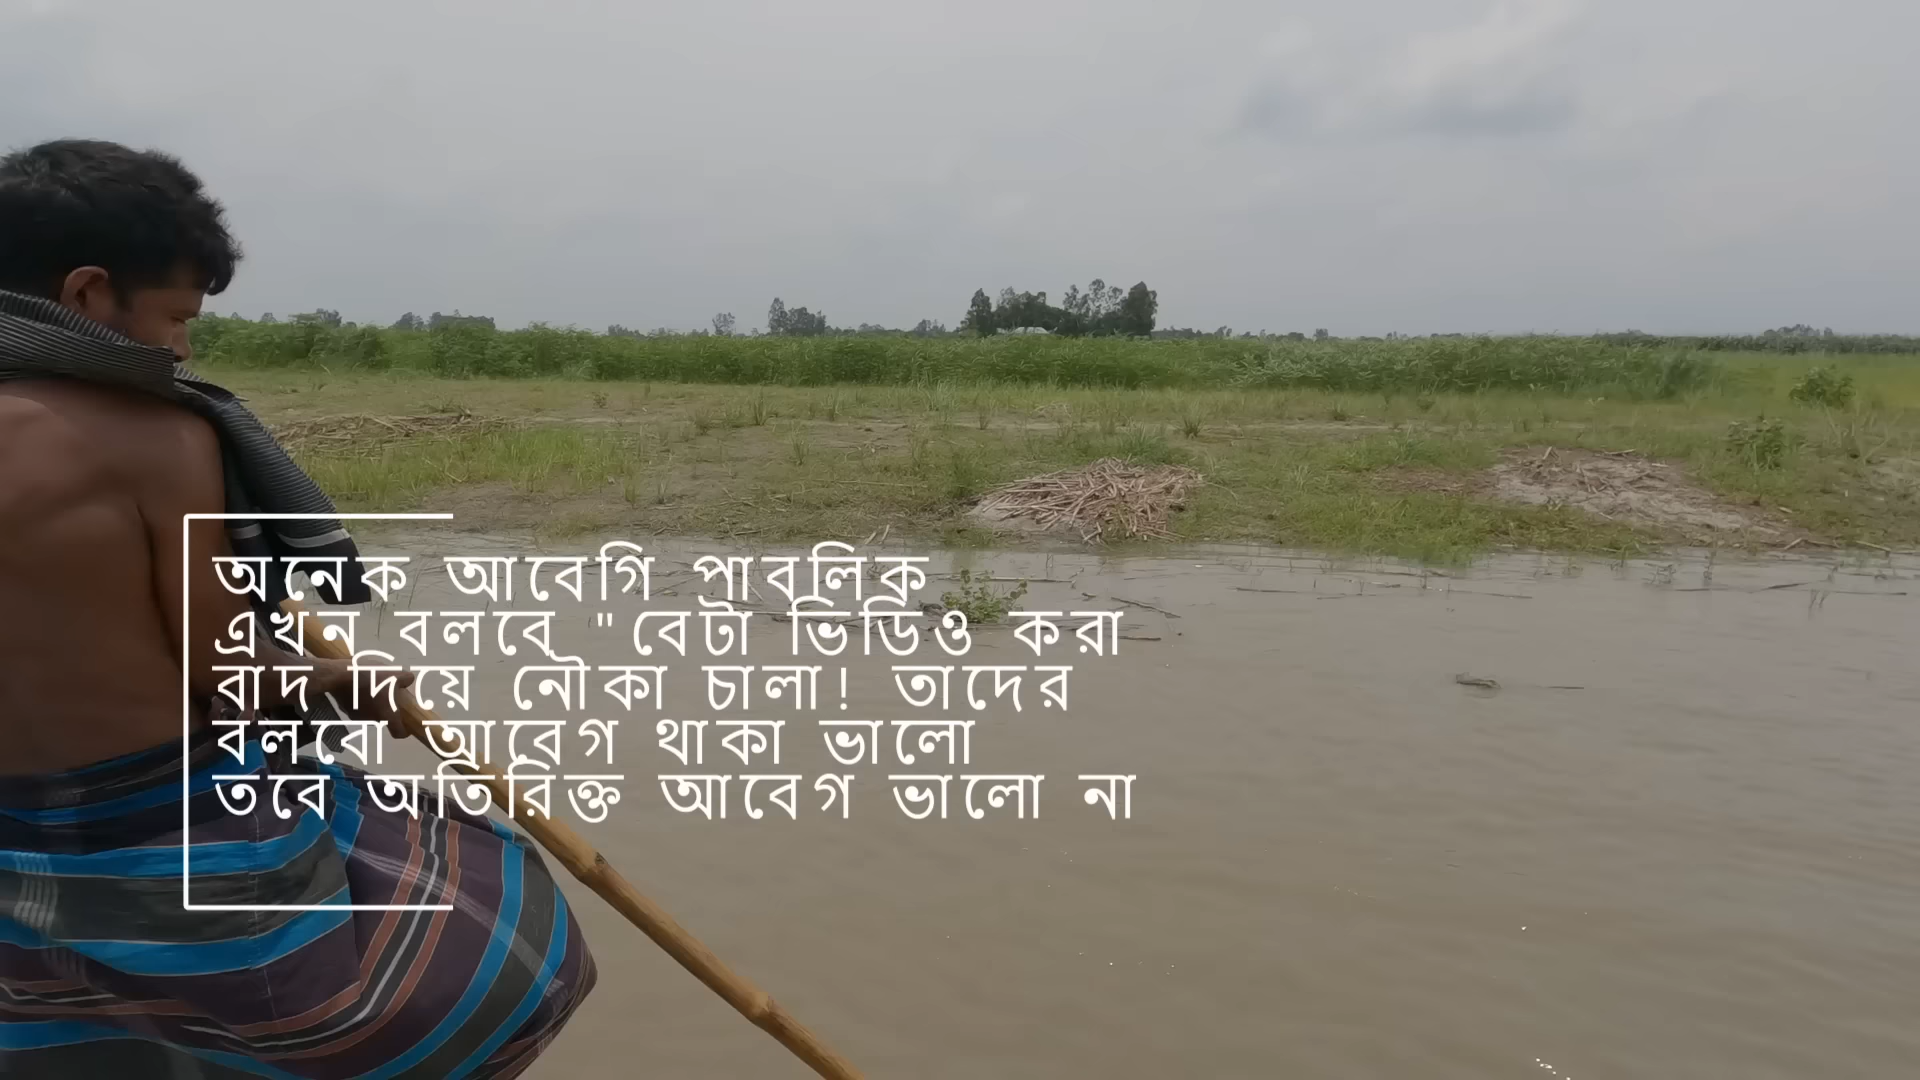 অনেক আবেগি পাবলিক
এখন বলবে "বেটা ভিডিও করা
বাদ দিয়ে নৌকা চালা! তাদের
বলবো আবেগ থাকা ভালো
তবে অতিরিক্ত আবেগ ভালো না